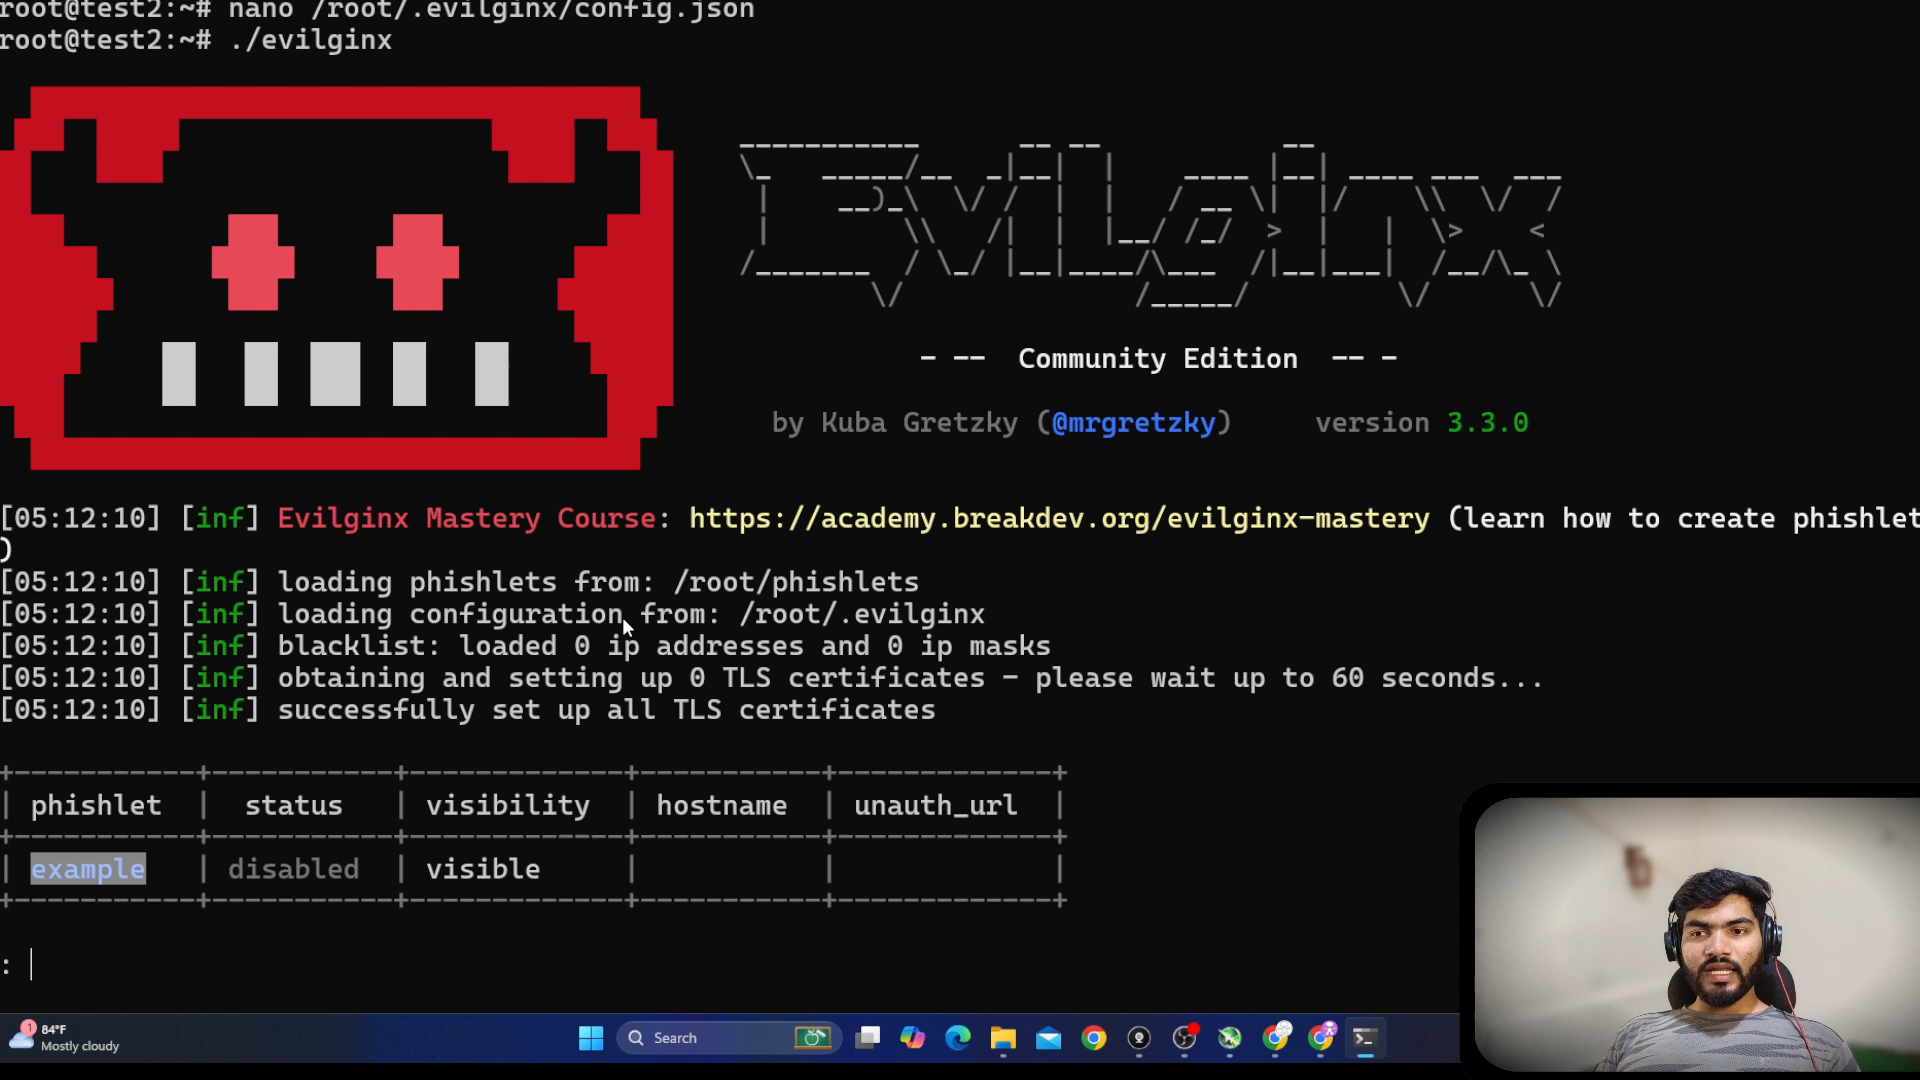 root@test2:~# nano /root/.evilginx/config.json
root@test2:~# ./evilginx
Evilginx
- -- Community Edition -- -
by Kuba Gretzky (@mrgretzky) version 3.3.0
[05:12:10] [inf] Evilginx Mastery Course: https://academy.breakdev.org/evilginx-mastery (learn how to create phishlet
)
[05:12:10] [inf] loading phishlets from: /root/phishlets
[05:12:10] [inf] loading configuration from: /root/.evilginx
[05:12:10] [inf] blacklist: loaded 0 ip addresses and 0 ip masks
[05:12:10] [inf] obtaining and setting up 0 TLS certificates - please wait up to 60 seconds...
[05:12:10] [inf] successfully set up all TLS certificates
| phishlet | status | visibility | hostname | unauth_url |
| example | disabled | visible | | |
:
1 84°F
Mostly cloudy
Search